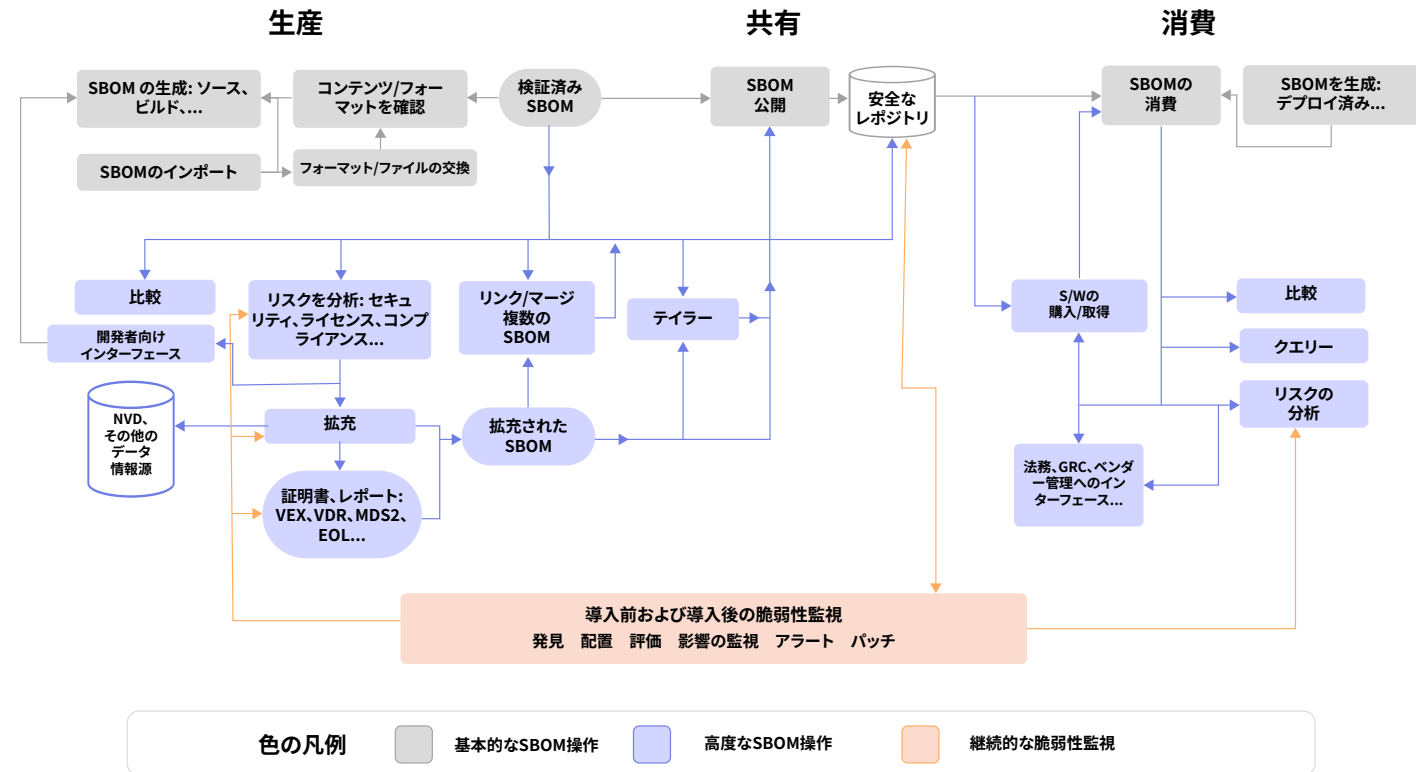 生産
共有
消費
SBOM の生成: ソース、
ビルド、...
コンテンツ/フォー
マットを確認
検証済み
SBOM
SBOM
公開
安全な
レポジトリ
SBOMの
消費
SBOMを生成:
デプロイ済み...
SBOMのインポート
フォーマット/ファイルの交換
比較
リスクを分析: セキュ
リティ、ライセンス、コンプ
ライアンス...
リンク/マージ
複数の
SBOM
テイラー
S/Wの
購入/取得
比較
開発者向け
インターフェース
クエリー
NVD、
その他の
データ
情報源
拡充
拡充された
SBOM
リスクの
分析
証明書、レポート:
VEX、VDR、MDS2、
EOL...
法務、GRC、ベンダ
ー管理へのイン
ターフェース...
導入前および導入後の脆弱性監視
発見 配置 評価 影響の監視 アラート パッチ
色の凡例
基本的なSBOM操作
高度なSBOM操作
継続的な脆弱性監視